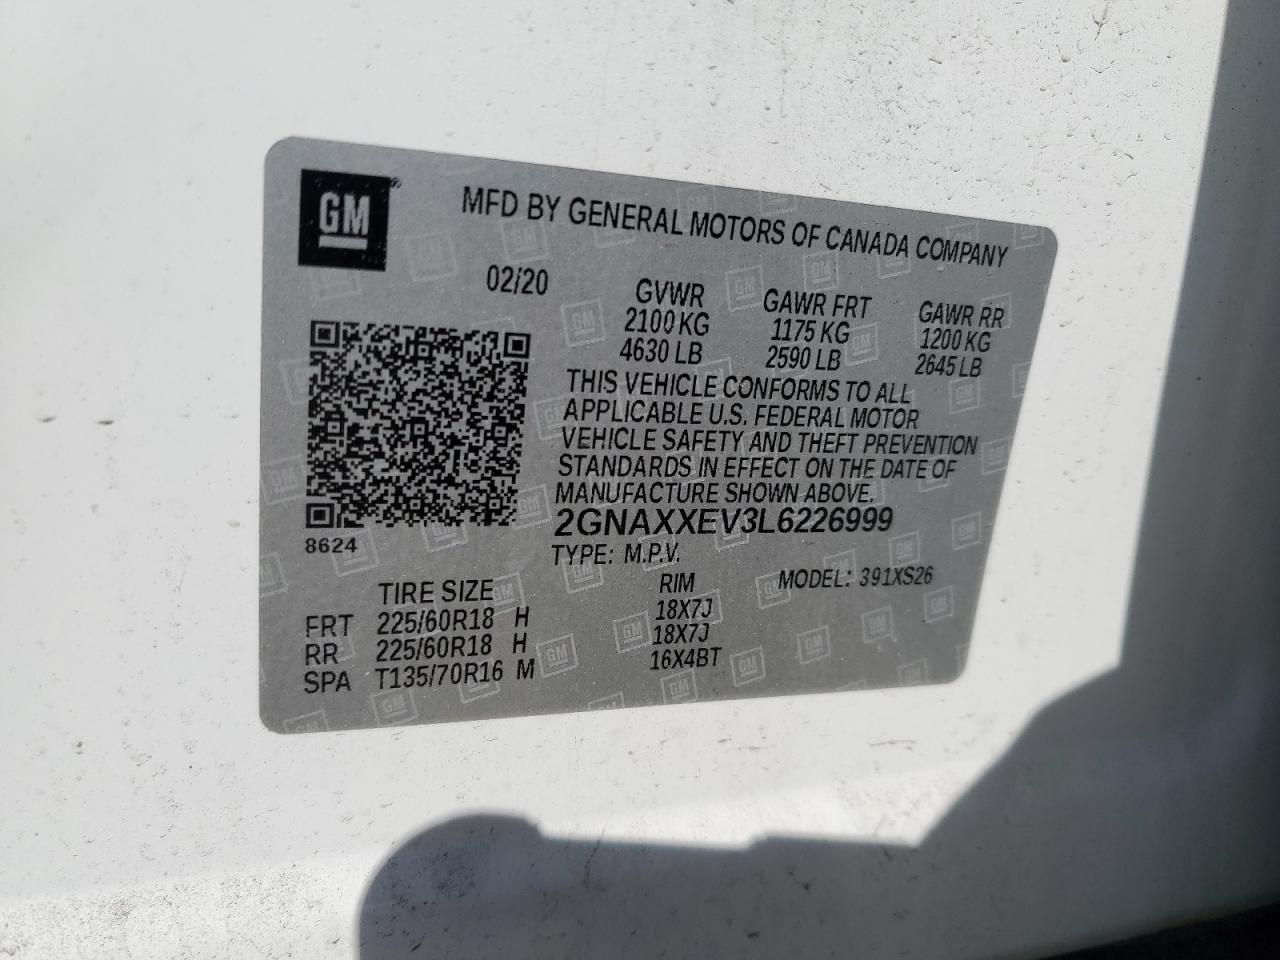 GM
MFD BY GENERAL MOTORS OF CANADA COMPANY
02/20
GVWR GAWR FRT GAWR RR
2100 KG 1175 KG 1200 KG
4630 LB 2590 LB 2645 LB
THIS VEHICLE CONFORMS TO ALL
APPLICABLE U.S. FEDERAL MOTOR
VEHICLE SAFETY AND THEFT PREVENTION
STANDARDS IN EFFECT ON THE DATE OF
MANUFACTURE SHOWN ABOVE.
2GNAXXEV3L6226999
8624
TYPE: M.P.V. MODEL: 391XS26
TIRE SIZE RIM
FRT 225/60R18 H 18X7J
RR 225/60R18 H 18X7J
SPA T135/70R16 M 16X4BT